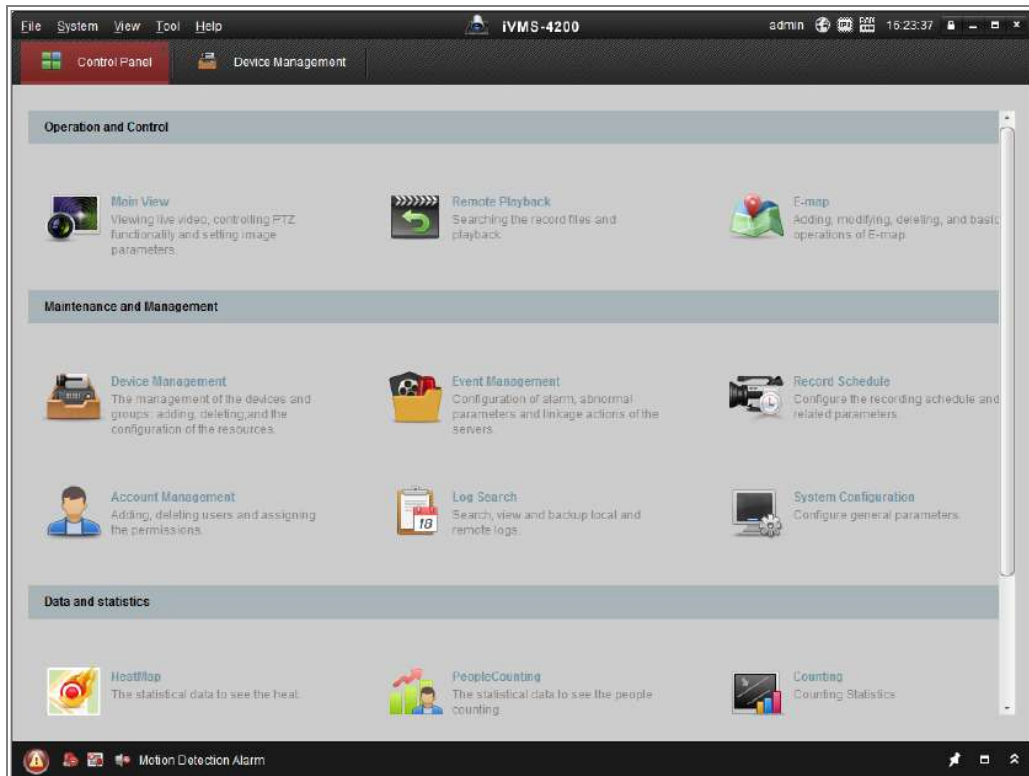 File System View Tool Help iVMS-4200 admin 16:23:37
Control Panel Device Management
Operation and Control
Main View
Viewing live video, controlling PTZ
functionality and setting image
parameters.
Remote Playback
Searching the record files and
playback.
E-map
Adding, modifying, deleting, and basic
operations of E-map.
Maintenance and Management
Device Management
The management of the devices and
groups: adding, deleting,and the
configuration of the resources.
Event Management
Configuration of alarm, abnormal
parameters and linkage actions of the
servers.
Record Schedule
Configure the recording schedule and
related parameters.
Account Management
Adding, deleting users and assigning
the permissions.
Log Search
Search, view and backup local and
remote logs.
18
System Configuration
Configure general parameters.
Data and statistics
HeatMap
The statistical data to see the heat.
PeopleCounting
The statistical data to see the people
counting.
Counting
Counting Statistics
Motion Detection Alarm